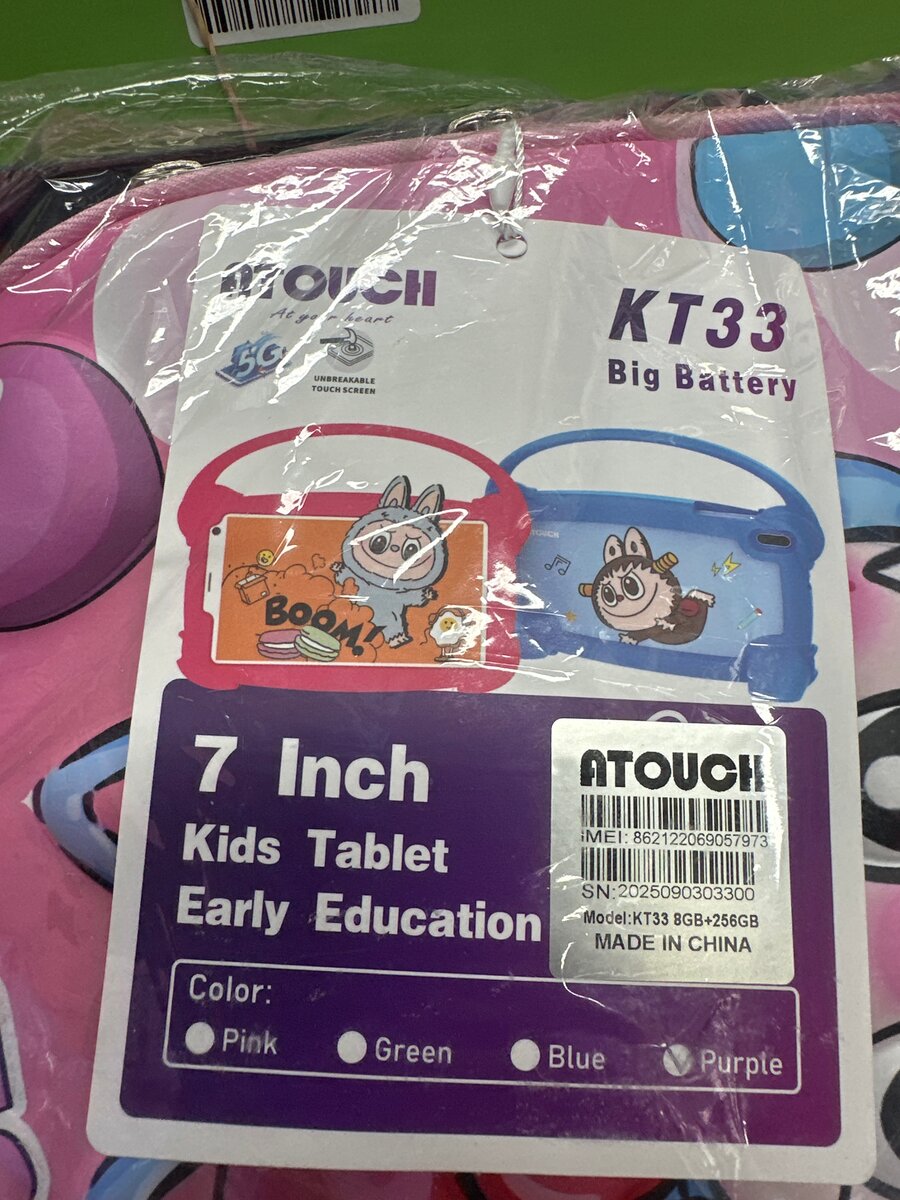 ATOUCH
At your heart
5G
UNBREAKABLE
TOUCH SCREEN
KT33
Big Battery
BOOM!
ATOUCH
7 Inch
Kids Tablet
Early Education
ATOUCH
IMEI: 862122069057973
SN:2025090303300
Model:KT33 8GB+256GB
MADE IN CHINA
Color:
Pink
Green
Blue
Purple